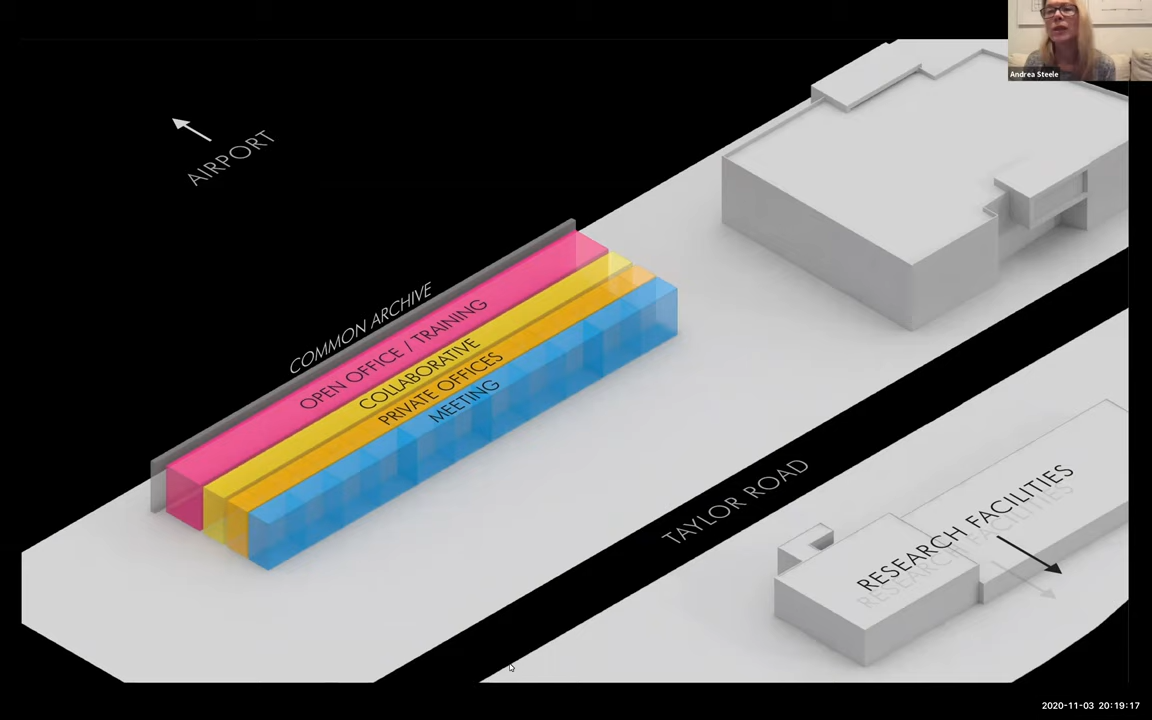 Andrea Steele
AIRPORT
COMMON ARCHIVE
OPEN OFFICE / TRAINING
COLLABORATIVE
PRIVATE OFFICES
MEETING
TAYLOR ROAD
RESEARCH FACILITIES
2020-11-03 20:19:17